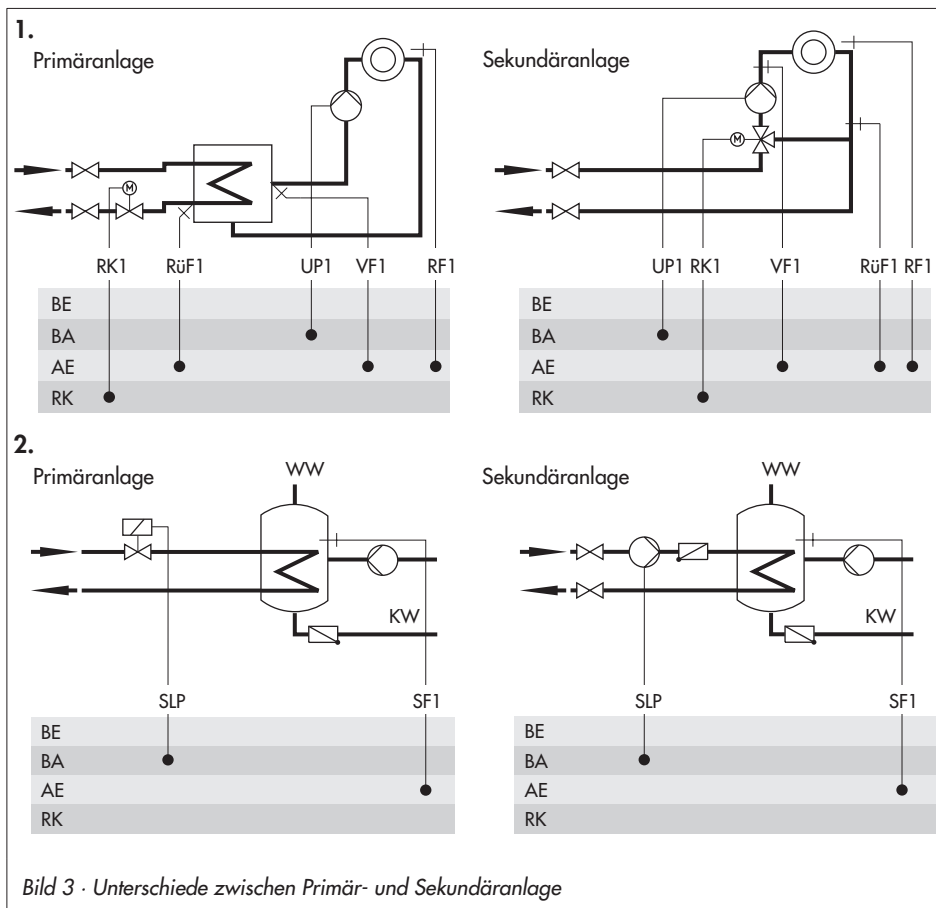 1.
Primäranlage
Sekundäranlage
M
M
RK1 RüF1 UP1 VF1 RF1
UP1 RK1 VF1 RüF1 RF1
BE
BA
AE
RK
BE
BA
AE
RK
2.
Primäranlage
WW
KW
SLP SF1
BE
BA
AE
RK
Sekundäranlage
WW
KW
SLP SF1
BE
BA
AE
RK
Bild 3 · Unterschiede zwischen Primär- und Sekundäranlage